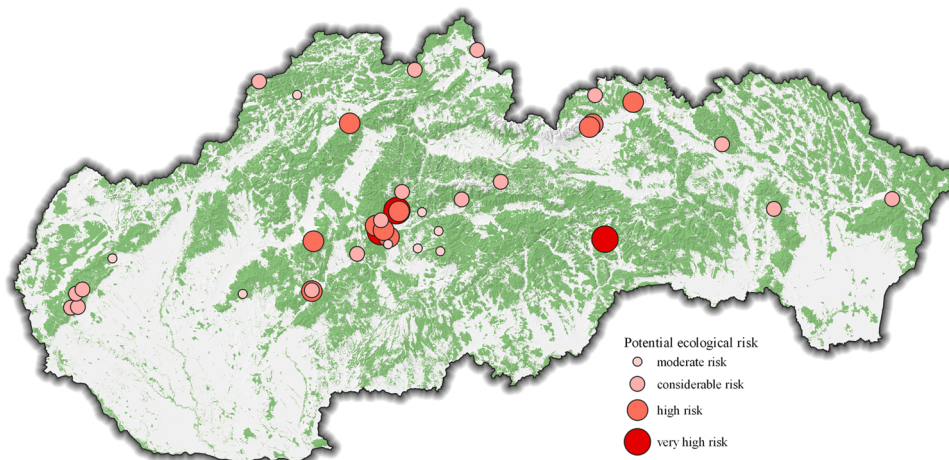 Potential ecological risk
moderate risk
considerable risk
high risk
very high risk